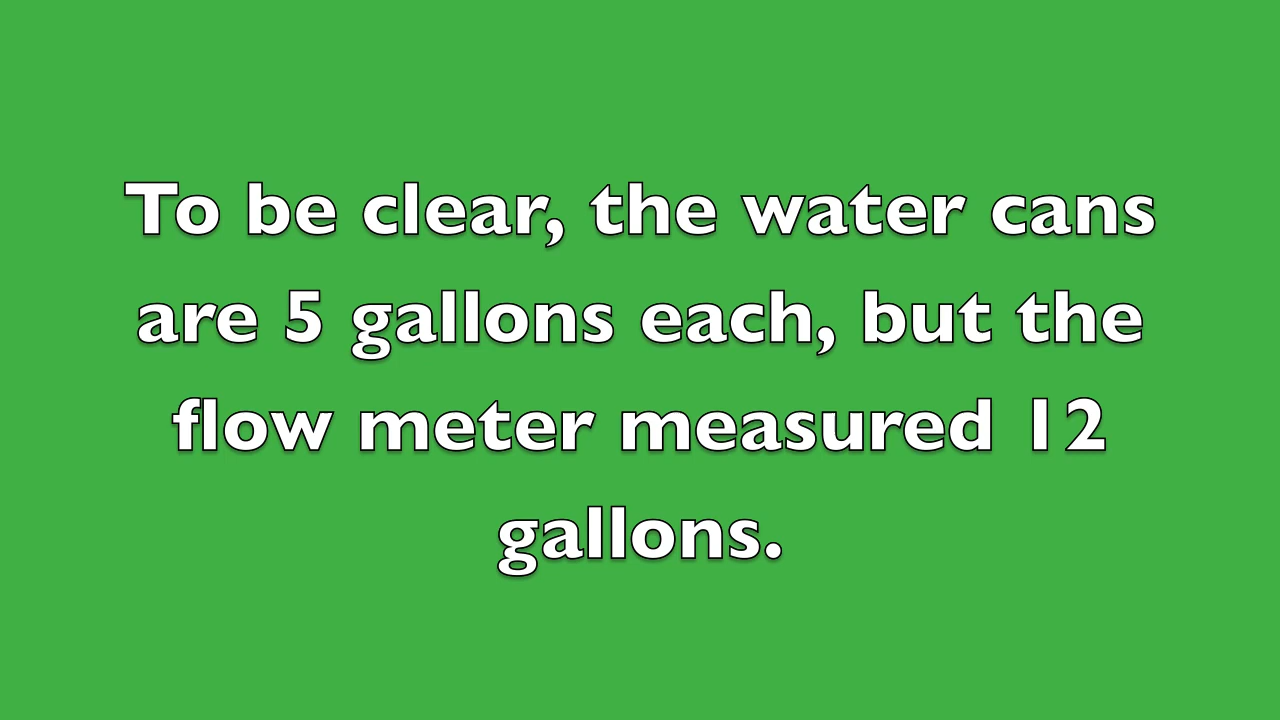 To be clear, the water cans
are 5 gallons each, but the
flow meter measured 12
gallons.